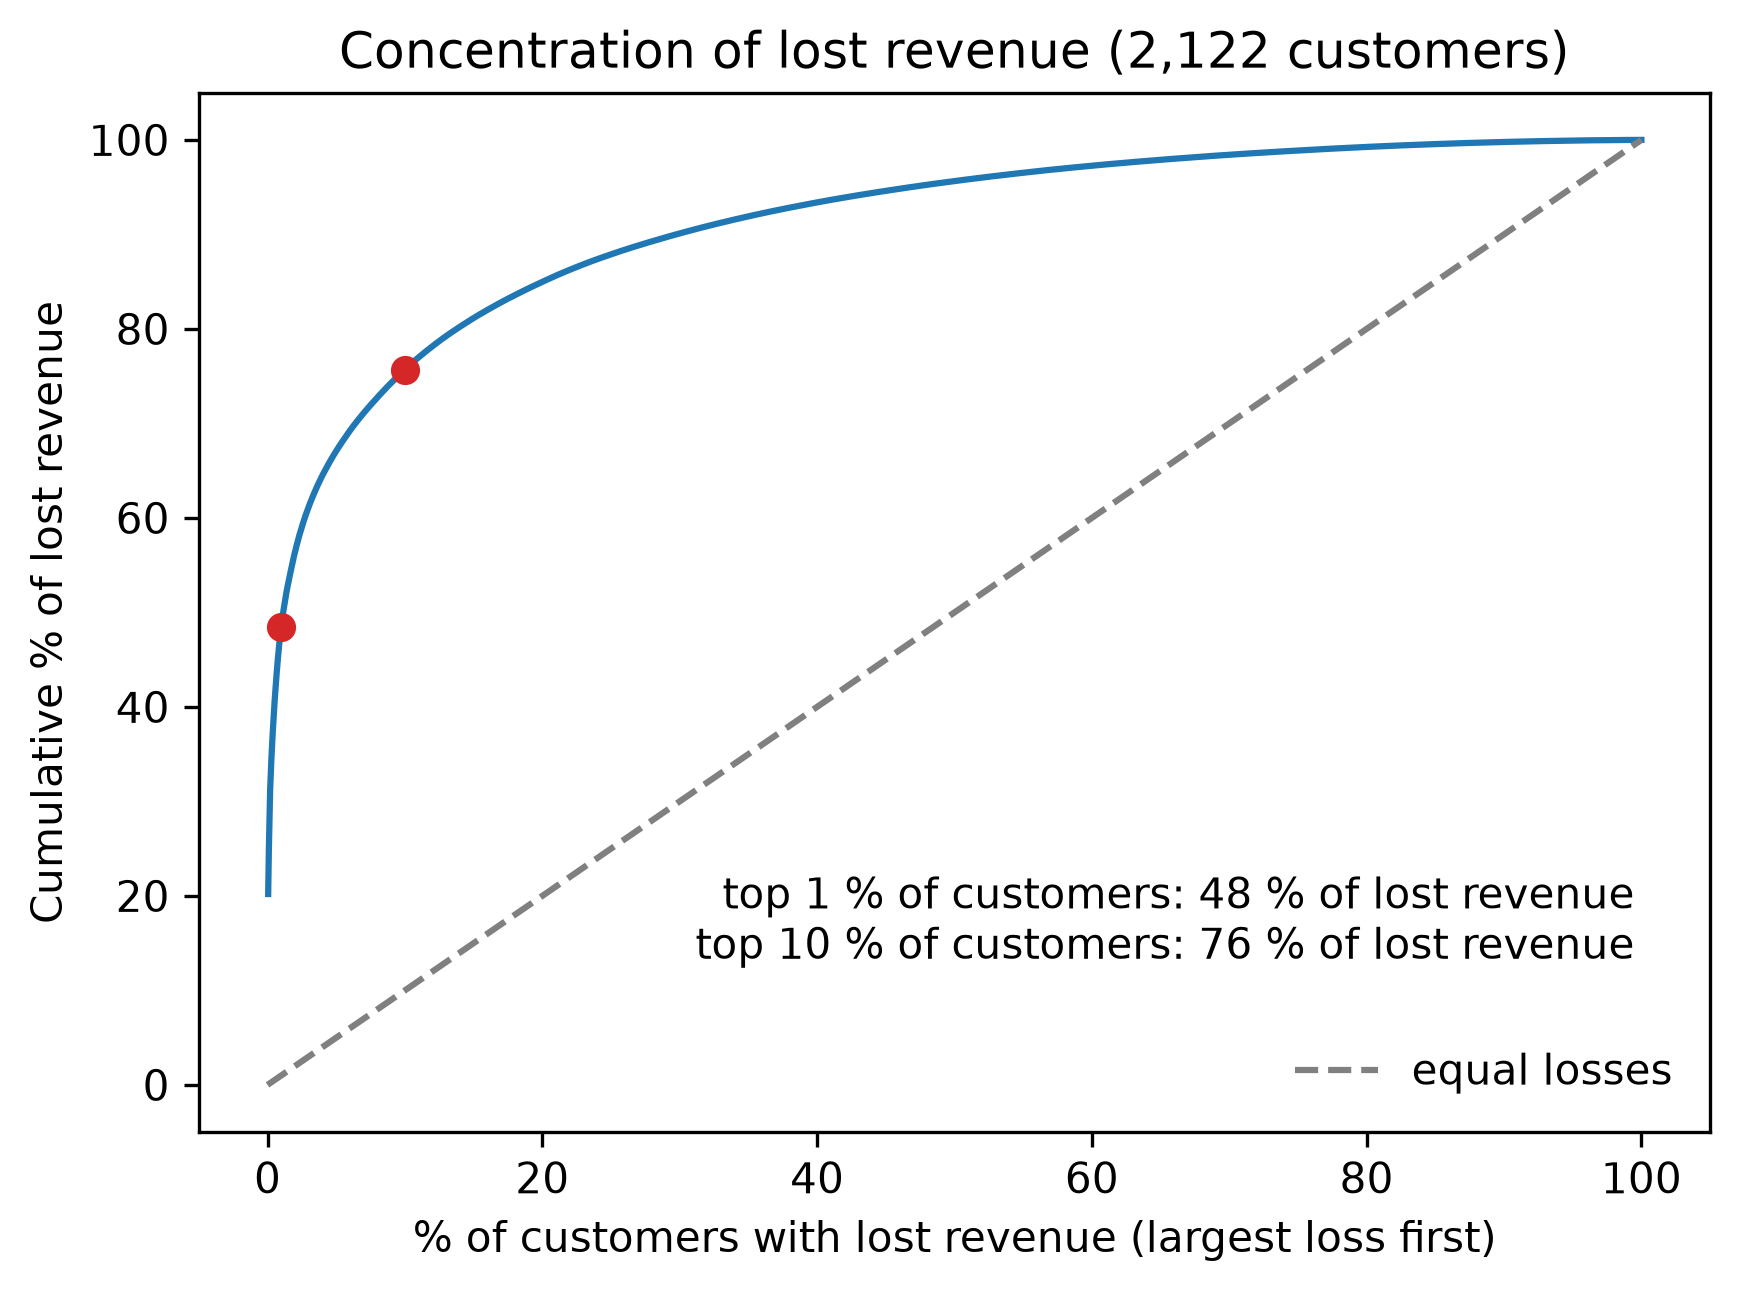 Concentration of lost revenue (2,122 customers)
Cumulative % of lost revenue
100
80
60
40
20
0
top 1 % of customers: 48 % of lost revenue
top 10 % of customers: 76 % of lost revenue
equal losses
0 20 40 60 80 100
% of customers with lost revenue (largest loss first)